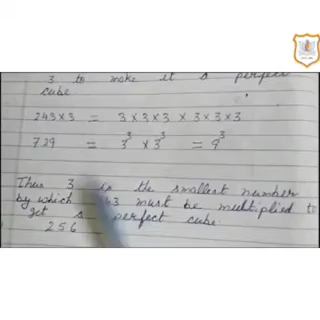 3 to make it a perfect
cube
243 x 3 = 3 x 3 x 3 x 3 x 3 x 3
729 = 3³ x 3³ = 9³
Thus 3 is the smallest number
by which 243 must be multiplied to
get a perfect cube.
256